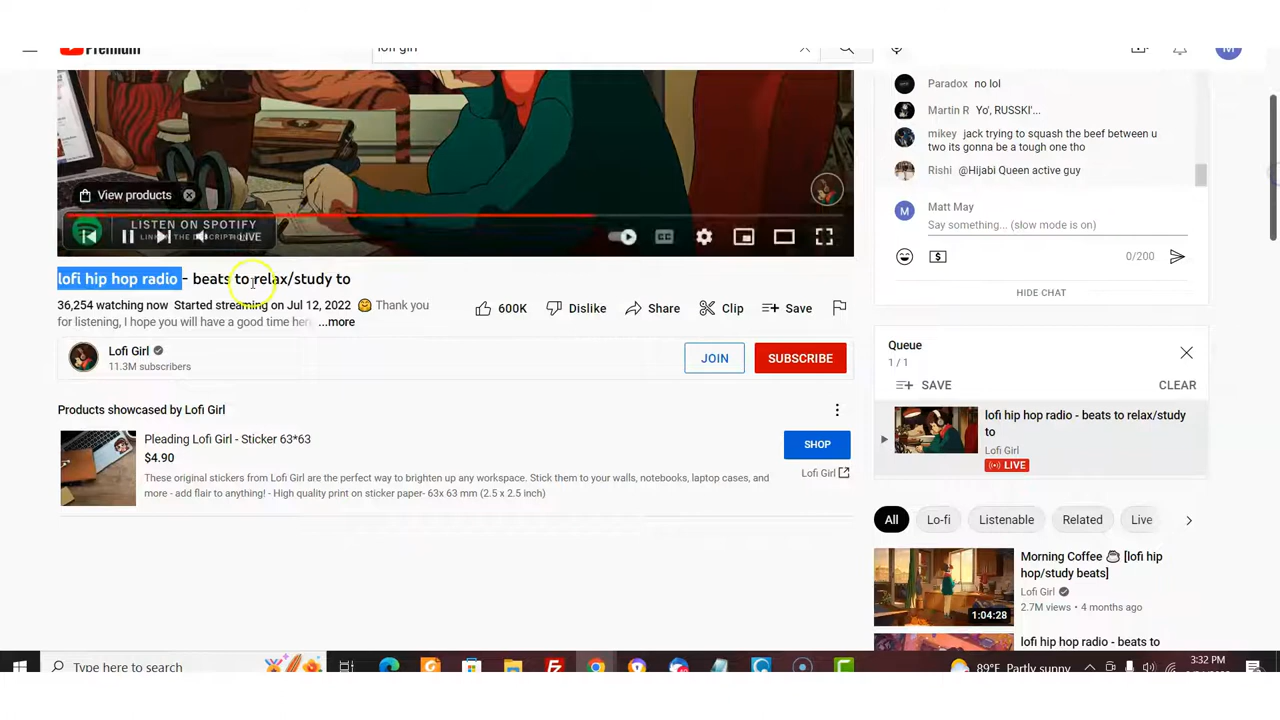 Premium
lofi girl
Paradox no lol
Martin R Yo', RUSSKI'...
mikey jack trying to squash the beef between u
two its gonna be a tough one tho
Rishi @Hijabi Queen active guy
M Matt May
Say something... (slow mode is on)
0/200
HIDE CHAT
View products
LISTEN ON SPOTIFY
LIVE
CC
lofi hip hop radio - beats to relax/study to
36,254 watching now Started streaming on Jul 12, 2022 🤗 Thank you
for listening, I hope you will have a good time here ...more
600K Dislike Share Clip Save
Lofi Girl
11.3M subscribers
JOIN
SUBSCRIBE
Products showcased by Lofi Girl
Pleading Lofi Girl - Sticker 63*63
$4.90
SHOP
Lofi Girl
These original stickers from Lofi Girl are the perfect way to brighten up any workspace. Stick them to your walls, notebooks, laptop cases, and
more - add flair to anything! - High quality print on sticker paper- 63x 63 mm (2.5 x 2.5 inch)
Queue
1 / 1
SAVE
CLEAR
lofi hip hop radio - beats to relax/study
to
Lofi Girl
LIVE
All Lo-fi Listenable Related Live
Morning Coffee ☕ [lofi
hip hop/study beats]
Lofi Girl
2.7M views • 4 months ago
1:04:28
lofi hip hop radio - beats to
Type here to search
89°F Partly sunny
3:32 PM